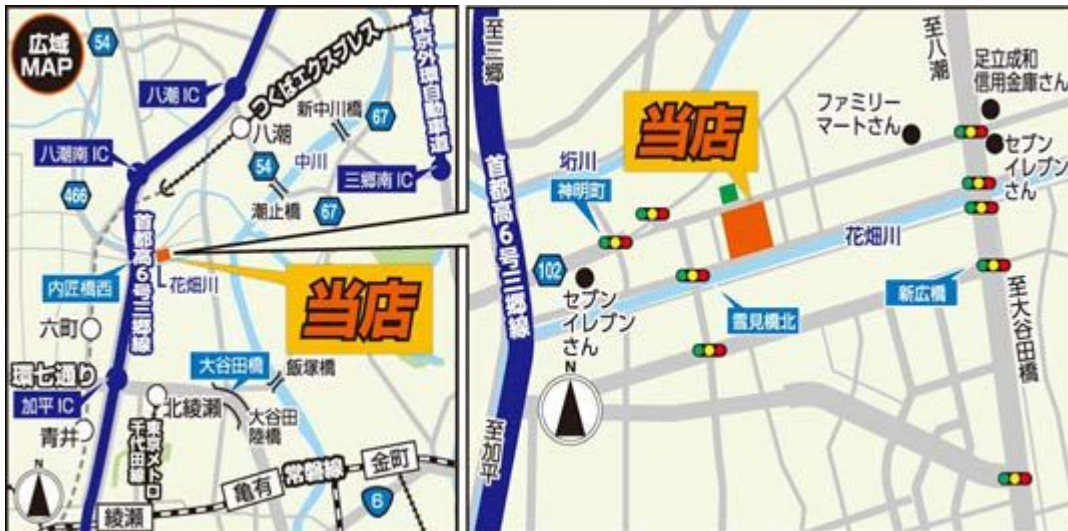 広域
MAP
54
八潮IC
つくばエクスプレス
東京外環自動車道
新中川橋
67
八潮
八潮南IC
54
中川
三郷南IC
466
潮止橋
67
首都高6号三郷線
内匠橋西
花畑川
当店
六町
環七通り
大谷田橋
飯塚橋
加平IC
北綾瀬
大谷田
陸橋
青井
東京メトロ
千代田線
常磐線
金町
亀有
6
綾瀬
N
至三郷
至八潮
足立成和
信用金庫さん
ファミリー
マートさん
当店
セブン
イレブン
さん
垳川
神明町
首都高6号三郷線
花畑川
102
セブン
イレブン
さん
新広橋
雪見橋北
至大谷田橋
N
至加平